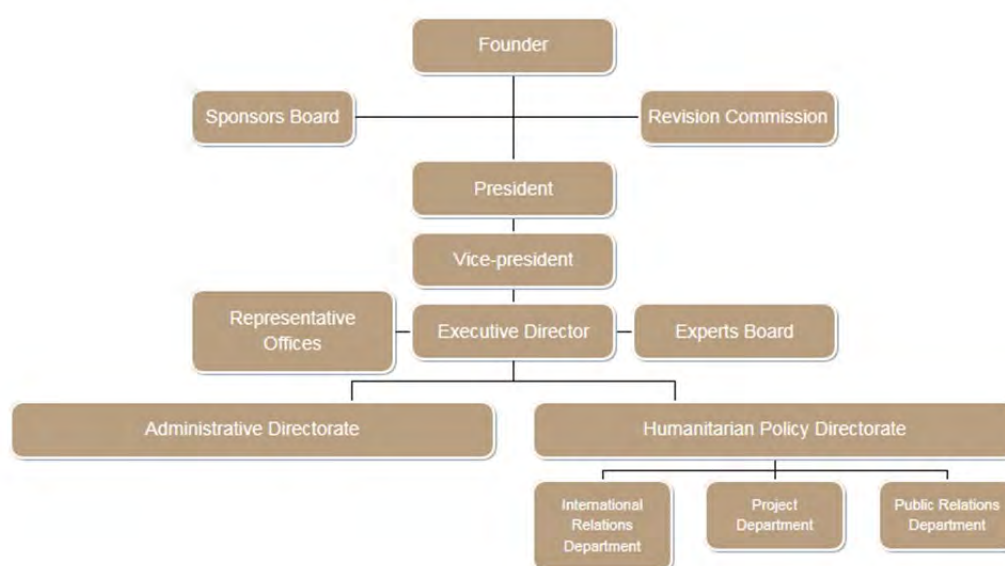 Founder
Sponsors Board
Revision Commission
President
Vice-president
Representative
Offices
Executive Director
Experts Board
Administrative Directorate
Humanitarian Policy Directorate
International
Relations
Department
Project
Department
Public Relations
Department